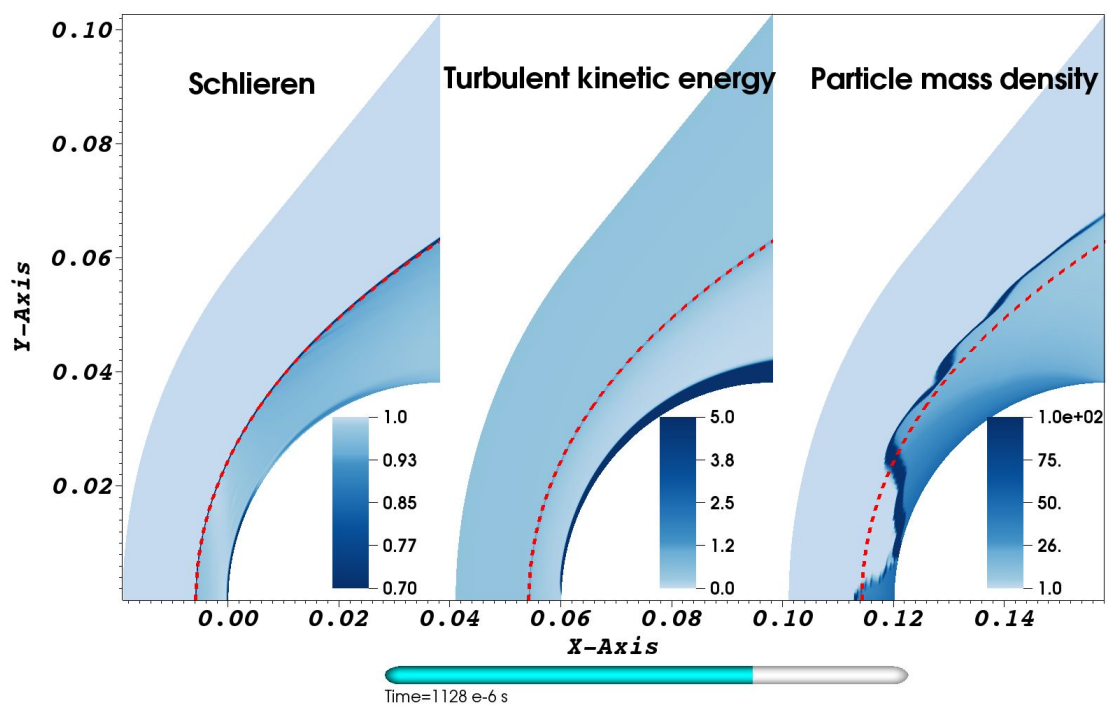 Schlieren
Turbulent kinetic energy
Particle mass density
Y-Axis
0.10
0.08
0.06
0.04
0.02
1.0
0.93
0.85
0.77
0.70
5.0
3.8
2.5
1.2
0.0
1.0e+02
75.
50.
26.
1.0
0.00 0.02 0.04 0.06 0.08 0.10 0.12 0.14
X-Axis
Time=1128 e-6 s